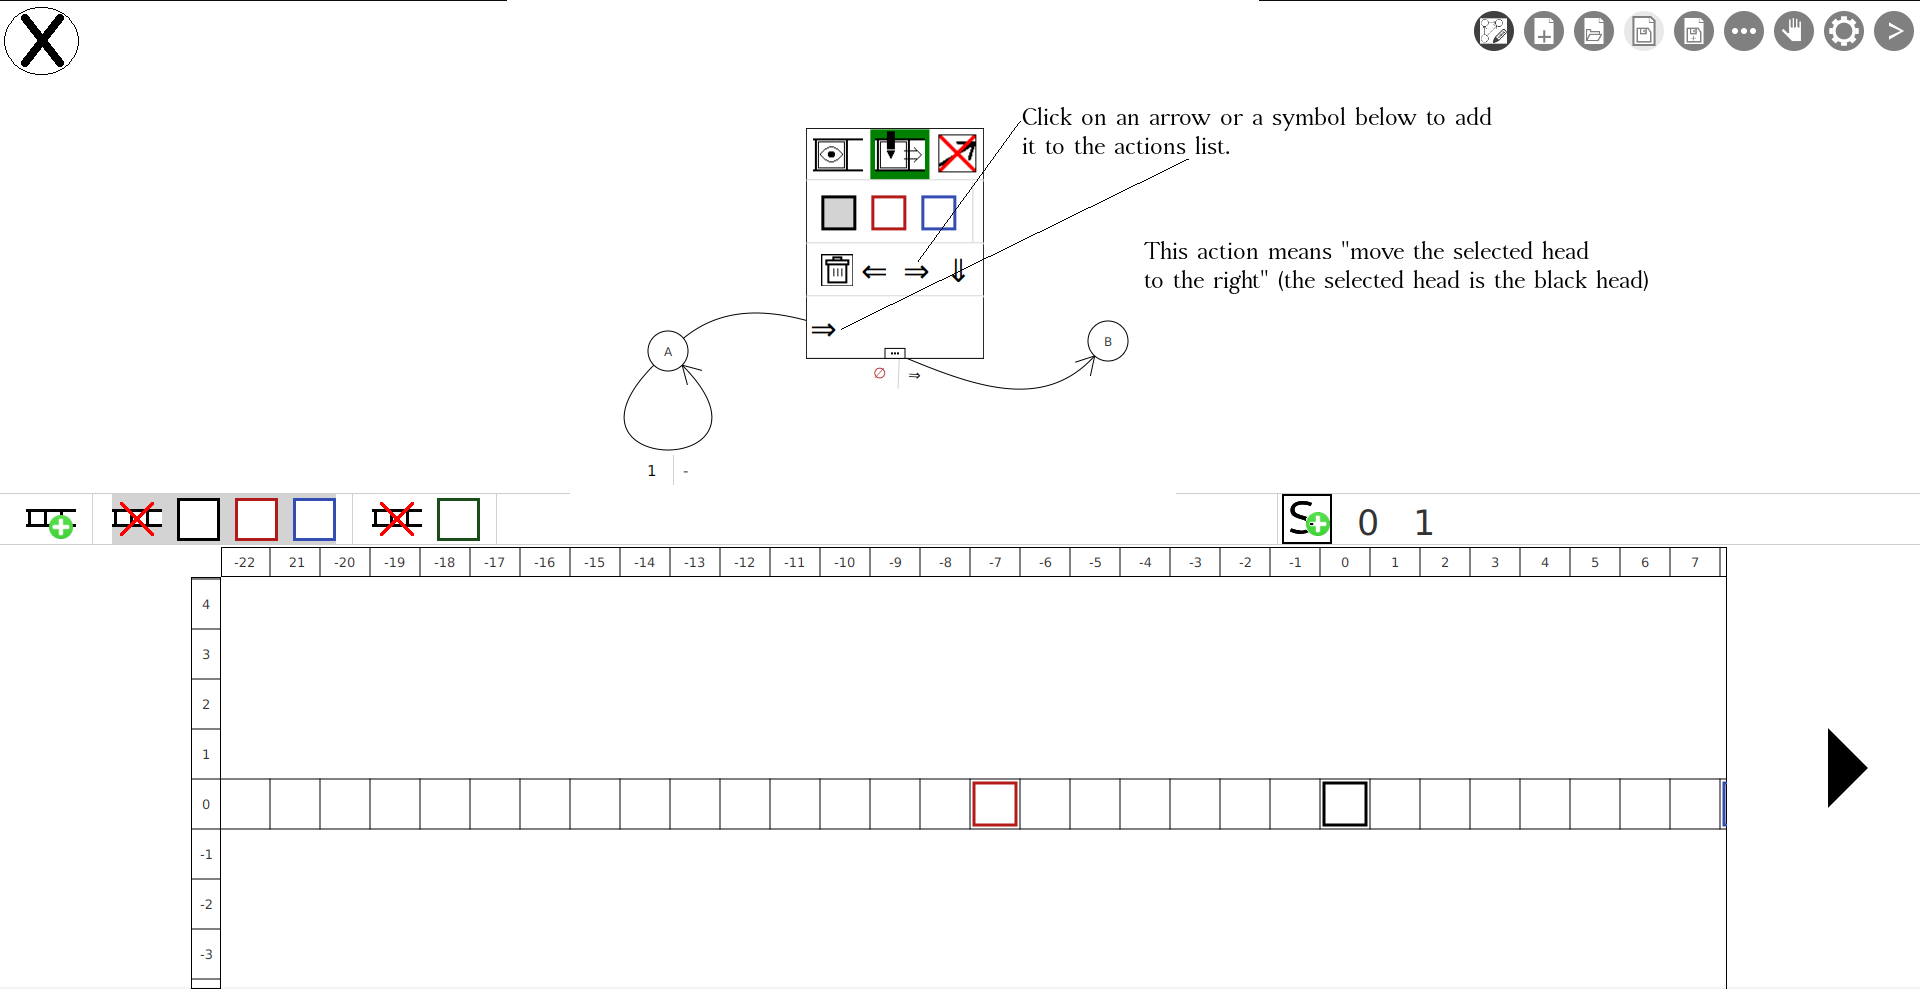 Click on an arrow or a symbol below to add
it to the actions list.
This action means "move the selected head
to the right" (the selected head is the black head)
⇐ ⇒ ⇓
⇒
A
B
...
∅ ⇒
1 -
S 0 1
-22 21 -20 -19 -18 -17 -16 -15 -14 -13 -12 -11 -10 -9 -8 -7 -6 -5 -4 -3 -2 -1 0 1 2 3 4 5 6 7
4
3
2
1
0
-1
-2
-3